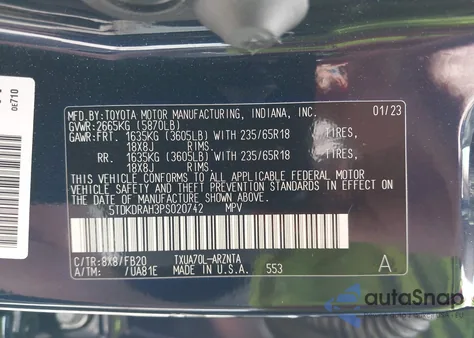 0E710
MFD.BY:TOYOTA MOTOR MANUFACTURING, INDIANA, INC. 01/23
GVWR:2665KG (5870LB)
GAWR:FRT. 1635KG (3605LB) WITH 235/65R18 TIRES,
18X8J RIMS.
RR. 1635KG (3605LB) WITH 235/65R18 TIRES,
18X8J RIMS.
THIS VEHICLE CONFORMS TO ALL APPLICABLE FEDERAL MOTOR
VEHICLE SAFETY AND THEFT PREVENTION STANDARDS IN EFFECT ON
THE DATE OF MANUFACTURE SHOWN ABOVE.
5TDKDRAH3PS020742 MPV
C/TR:8X8/FB20 TXUA70L-ARZNTA
A/TM: /UA81E MADE IN U.S.A. 553 A
autoSnap